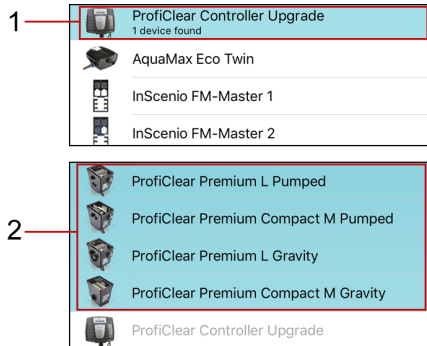 1
ProfiClear Controller Upgrade
1 device found
AquaMax Eco Twin
InScenio FM-Master 1
InScenio FM-Master 2
2
ProfiClear Premium L Pumped
ProfiClear Premium Compact M Pumped
ProfiClear Premium L Gravity
ProfiClear Premium Compact M Gravity
ProfiClear Controller Upgrade